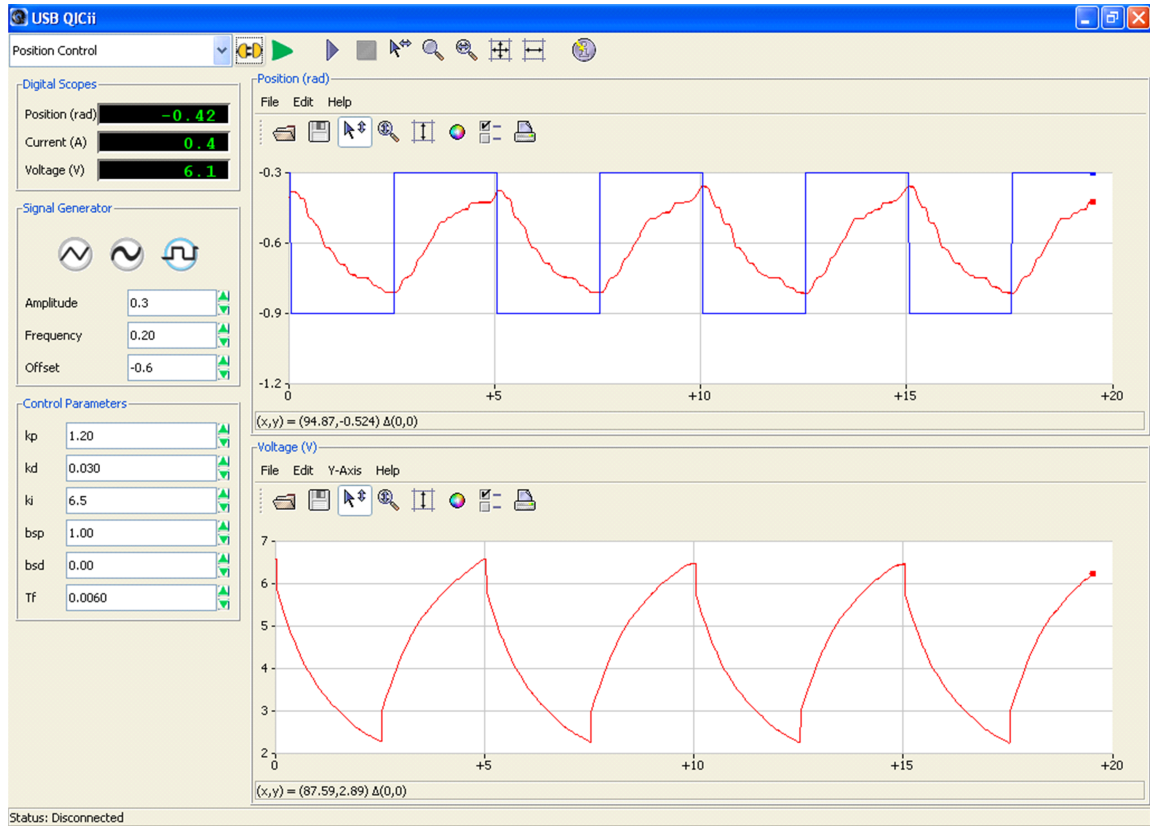 USB QICii
Position Control
Digital Scopes
Position (rad) -0.42
Current (A) 0.4
Voltage (V) 6.1
Signal Generator
Amplitude 0.3
Frequency 0.20
Offset -0.6
Control Parameters
kp 1.20
kd 0.030
ki 6.5
bsp 1.00
bsd 0.00
Tf 0.0060
Position (rad)
File Edit Help
-0.3
-0.6
-0.9
-1.2
0 +5 +10 +15 +20
(x,y) = (94.87,-0.524) Δ(0,0)
Voltage (V)
File Edit Y-Axis Help
7
6
5
4
3
2
0 +5 +10 +15 +20
(x,y) = (87.59,2.89) Δ(0,0)
Status: Disconnected